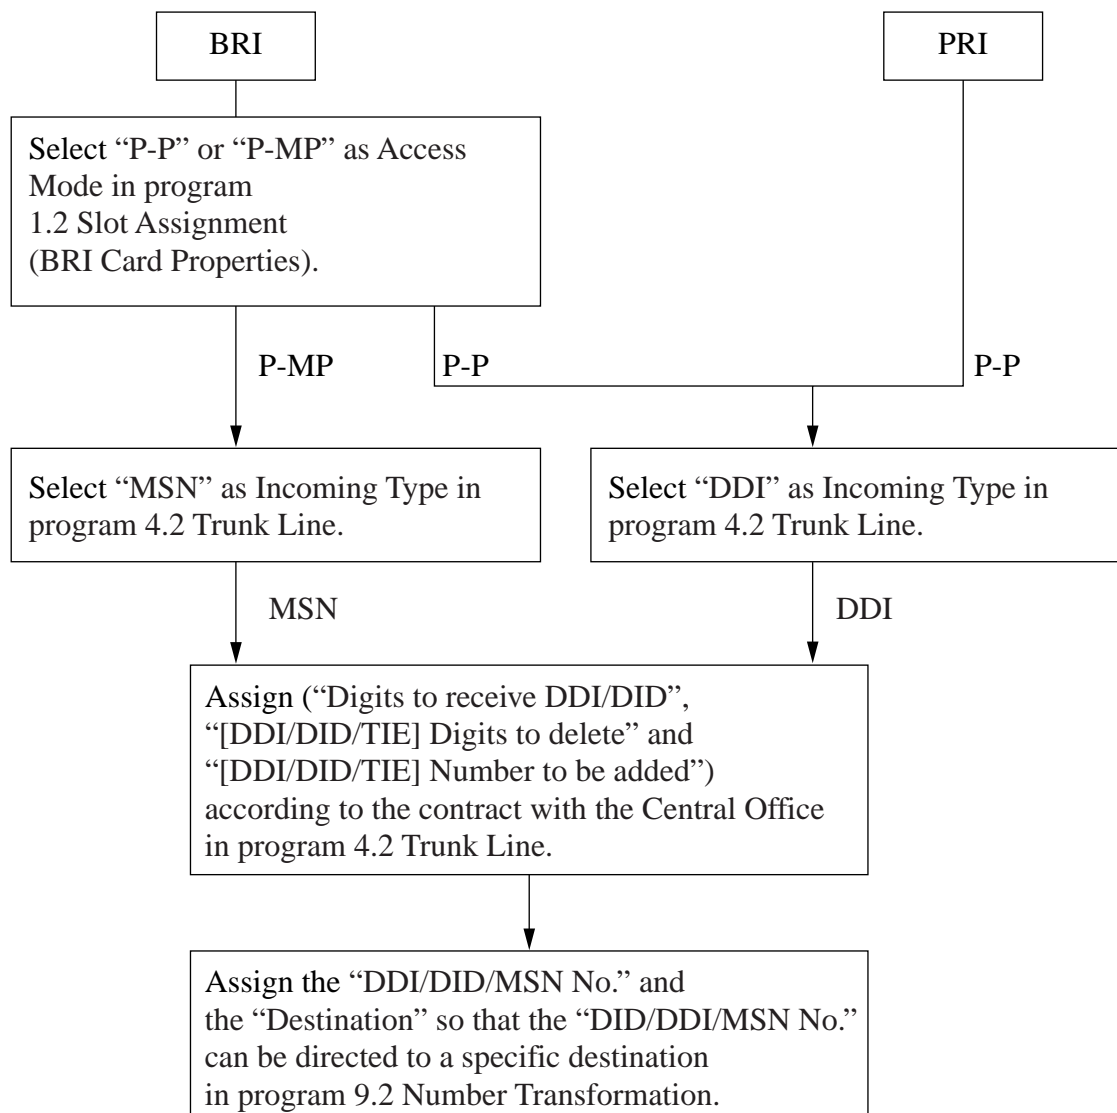 BRI
PRI
Select “P-P” or “P-MP” as Access
Mode in program
1.2 Slot Assignment
(BRI Card Properties).
P-MP
P-P
P-P
Select “MSN” as Incoming Type in
program 4.2 Trunk Line.
Select “DDI” as Incoming Type in
program 4.2 Trunk Line.
MSN
DDI
Assign (“Digits to receive DDI/DID”,
“[DDI/DID/TIE] Digits to delete” and
“[DDI/DID/TIE] Number to be added”)
according to the contract with the Central Office
in program 4.2 Trunk Line.
Assign the “DDI/DID/MSN No.” and
the “Destination” so that the “DID/DDI/MSN No.”
can be directed to a specific destination
in program 9.2 Number Transformation.